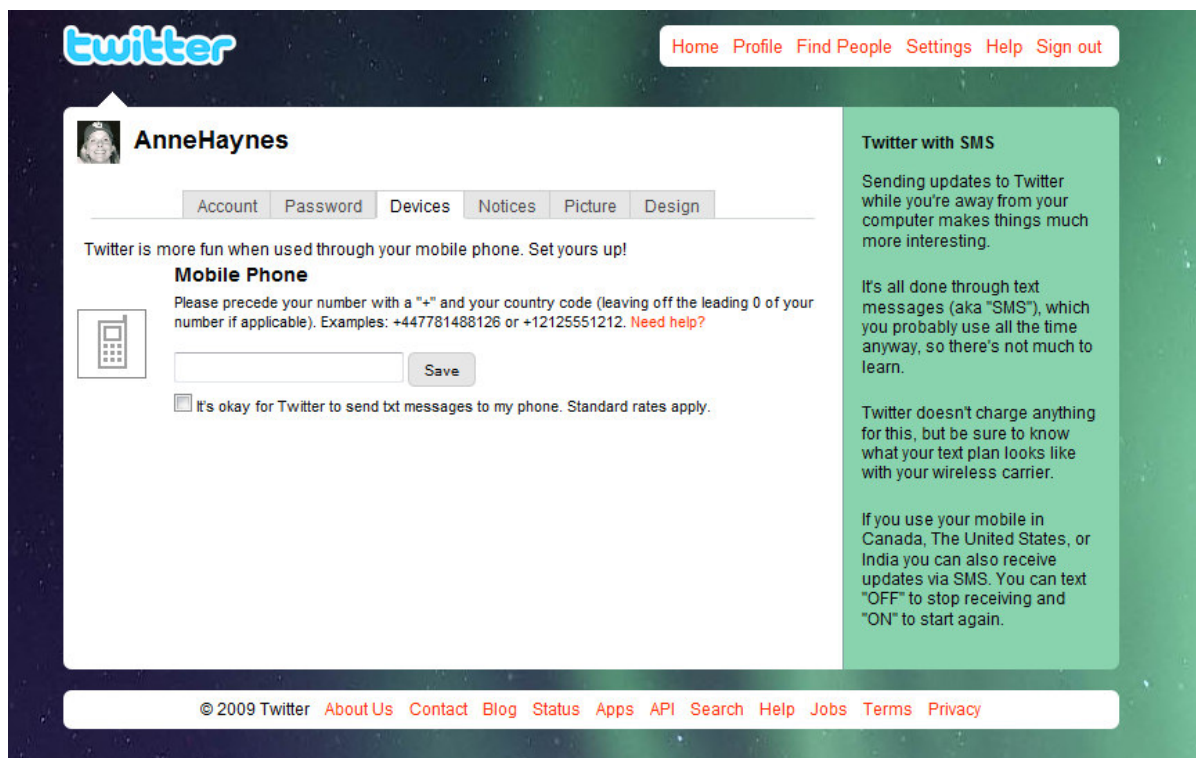 twitter
Home Profile Find People Settings Help Sign out
AnneHaynes
Account Password Devices Notices Picture Design
Twitter is more fun when used through your mobile phone. Set yours up!
Mobile Phone
Please precede your number with a "+" and your country code (leaving off the leading 0 of your
number if applicable). Examples: +447781488126 or +12125551212. Need help?
Save
It's okay for Twitter to send txt messages to my phone. Standard rates apply.
Twitter with SMS
Sending updates to Twitter
while you're away from your
computer makes things much
more interesting.
It's all done through text
messages (aka "SMS"), which
you probably use all the time
anyway, so there's not much to
learn.
Twitter doesn't charge anything
for this, but be sure to know
what your text plan looks like
with your wireless carrier.
If you use your mobile in
Canada, The United States, or
India you can also receive
updates via SMS. You can text
"OFF" to stop receiving and
"ON" to start again.
© 2009 Twitter About Us Contact Blog Status Apps API Search Help Jobs Terms Privacy